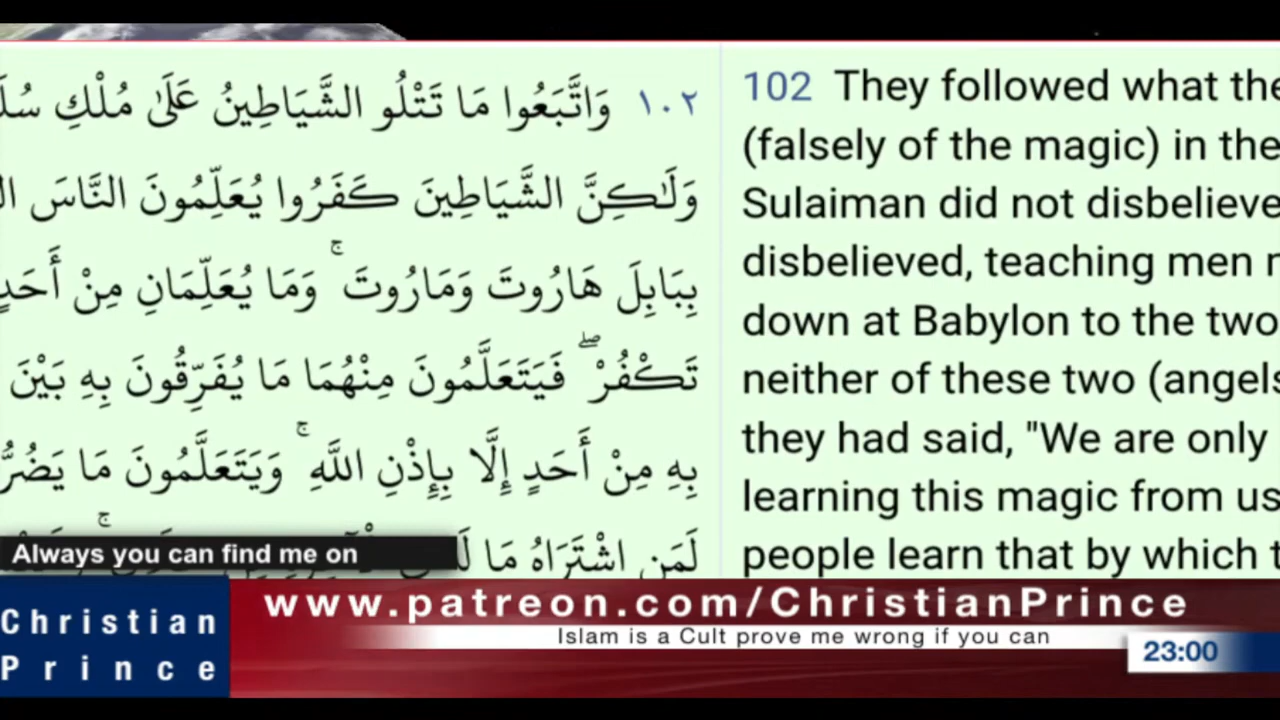 ١٠٢ وَاتَّبَعُوا مَا تَتْلُو الشَّيَاطِينُ عَلَىٰ مُلْكِ
وَلَٰكِنَّ الشَّيَاطِينَ كَفَرُوا يُعَلِّمُونَ النَّاسَ
بِبَابِلَ هَارُوتَ وَمَارُوتَ ۚ وَمَا يُعَلِّمَانِ مِنْ أَحَدٍ
تَكْفُرْ ۖ فَيَتَعَلَّمُونَ مِنْهُمَا مَا يُفَرِّقُونَ بِهِ بَيْنَ
بِهِ مِنْ أَحَدٍ إِلَّا بِإِذْنِ اللَّهِ ۚ وَيَتَعَلَّمُونَ مَا يَضُرُّ
لَمَنِ اشْتَرَاهُ مَا
102 They followed what the
(falsely of the magic) in the
Sulaiman did not disbelieve
disbelieved, teaching men
down at Babylon to the two
neither of these two (angels
they had said, "We are only
learning this magic from us
people learn that by which
Always you can find me on
www.patreon.com/ChristianPrince
Islam is a Cult prove me wrong if you can
Christian
Prince
23:00